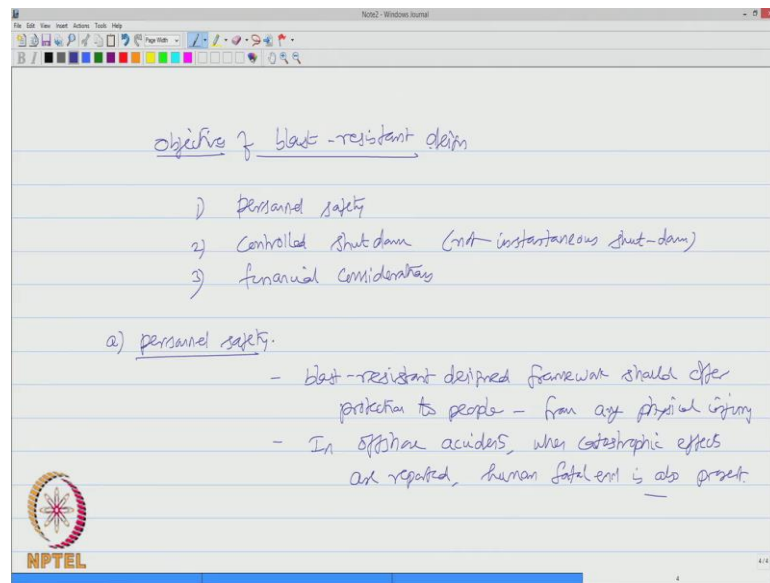 Note2 - Windows Journal
File Edit View Insert Actions Tools Help
Page Width
B I
Objective of blast-resistant design
1) personnel safety
2) Controlled shutdown (not-instantaneous shut-down)
3) financial considerations
a) personnel safety.
- blast-resistant designed framework should offer
protection to people - from any physical injury
- In offshore accidents, when catastrophic effects
are reported, human fatal end is also present.
NPTEL
4/4
4